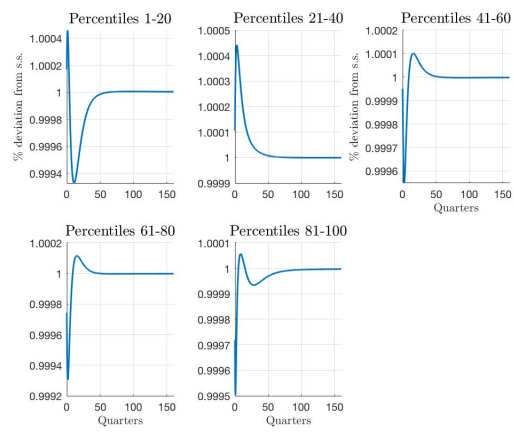 Percentiles 1-20
% deviation from s.s.
1.0004
1.0002
1
0.9998
0.9996
0.9994
0 50 100 150
Percentiles 21-40
1.0005
1.0004
1.0003
1.0002
1.0001
1
0.9999
0 50 100 150
Percentiles 41-60
% deviation from s.s.
1.0002
1.0001
1
0.9999
0.9998
0.9997
0.9996
0 50 100 150
Quarters
Percentiles 61-80
1.0002
1
0.9998
0.9996
0.9994
0.9992
0 50 100 150
Quarters
Percentiles 81-100
1.0001
1
0.9999
0.9998
0.9997
0.9996
0.9995
0 50 100 150
Quarters